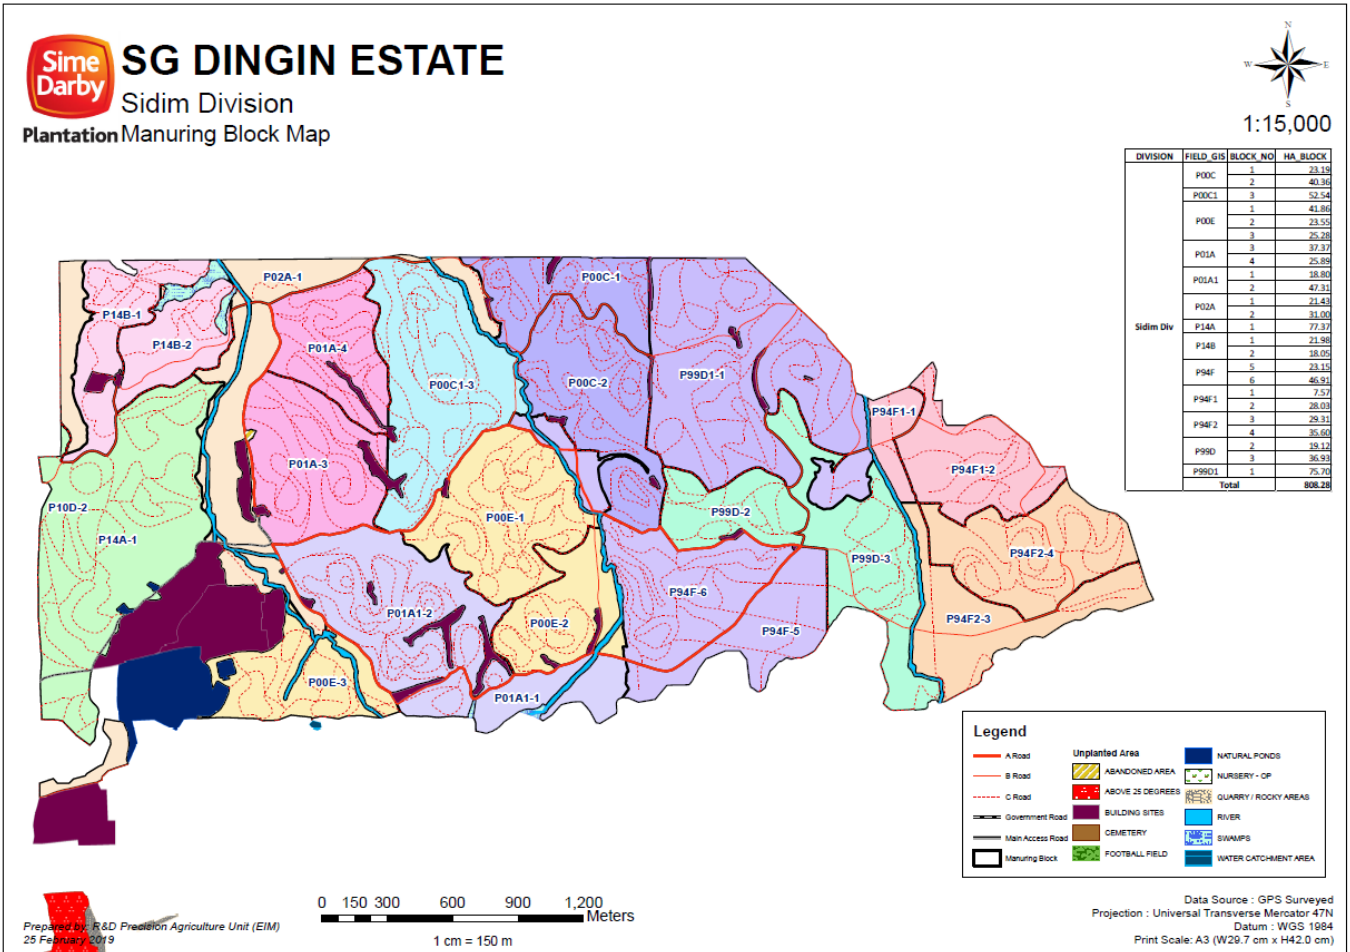 Sime
Darby
Plantation
SG DINGIN ESTATE
Sidim Division
Manuring Block Map
N
W E
S
1:15,000
DIVISION FIELD_GIS BLOCK_NO HA_BLOCK
Sidim Div
P00C 1 23.19
2 40.36
P00C1 3 52.54
P00E 1 41.86
2 23.55
3 25.28
P01A 3 37.37
4 25.89
P01A1 1 18.80
2 47.31
P02A 1 21.43
2 31.00
P14A 1 77.37
P14B 1 21.98
2 18.05
P94F 5 23.15
6 46.91
P94F1 1 7.57
2 28.03
P94F2 3 29.31
4 35.60
P99D 2 19.12
3 36.93
P99D1 1 75.70
Total 808.28
P02A-1
P00C-1
P14B-1
P14B-2
P01A-4
P00C1-3
P00C-2
P99D1-1
P94F1-1
P01A-3
P94F1-2
P10D-2
P00E-1
P99D-2
P14A-1
P99D-3
P94F2-4
P94F-6
P01A1-2
P00E-2
P94F-5
P94F2-3
P00E-3
P01A1-1
Legend
A Road
B Road
C Road
Government Road
Main Access Road
Manuring Block
Unplanted Area
ABANDONED AREA
ABOVE 25 DEGREES
BUILDING SITES
CEMETERY
FOOTBALL FIELD
NATURAL PONDS
NURSERY - OP
QUARRY / ROCKY AREAS
RIVER
SWAMPS
WATER CATCHMENT AREA
0 150 300 600 900 1,200
Meters
1 cm = 150 m
Prepared by: R&D Precision Agriculture Unit (EIM)
25 February 2019
Data Source : GPS Surveyed
Projection : Universal Transverse Mercator 47N
Datum : WGS 1984
Print Scale: A3 (W29.7 cm x H42.0 cm)